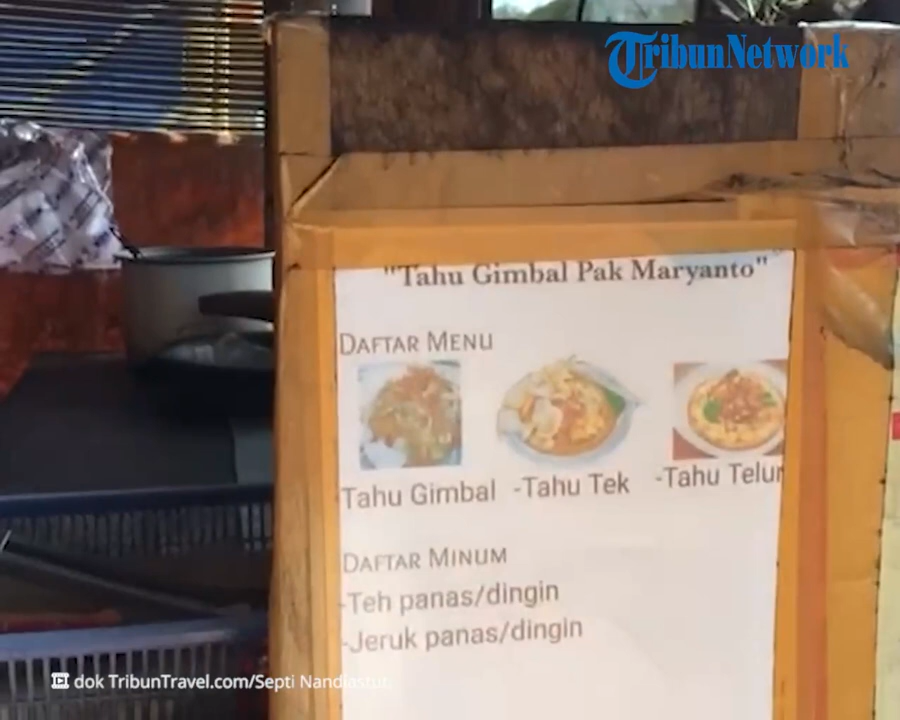 TribunNetwork
"Tahu Gimbal Pak Maryanto"
DAFTAR MENU
Tahu Gimbal -Tahu Tek -Tahu Telur
DAFTAR MINUM
-Teh panas/dingin
-Jeruk panas/dingin
dok TribunTravel.com/Septi